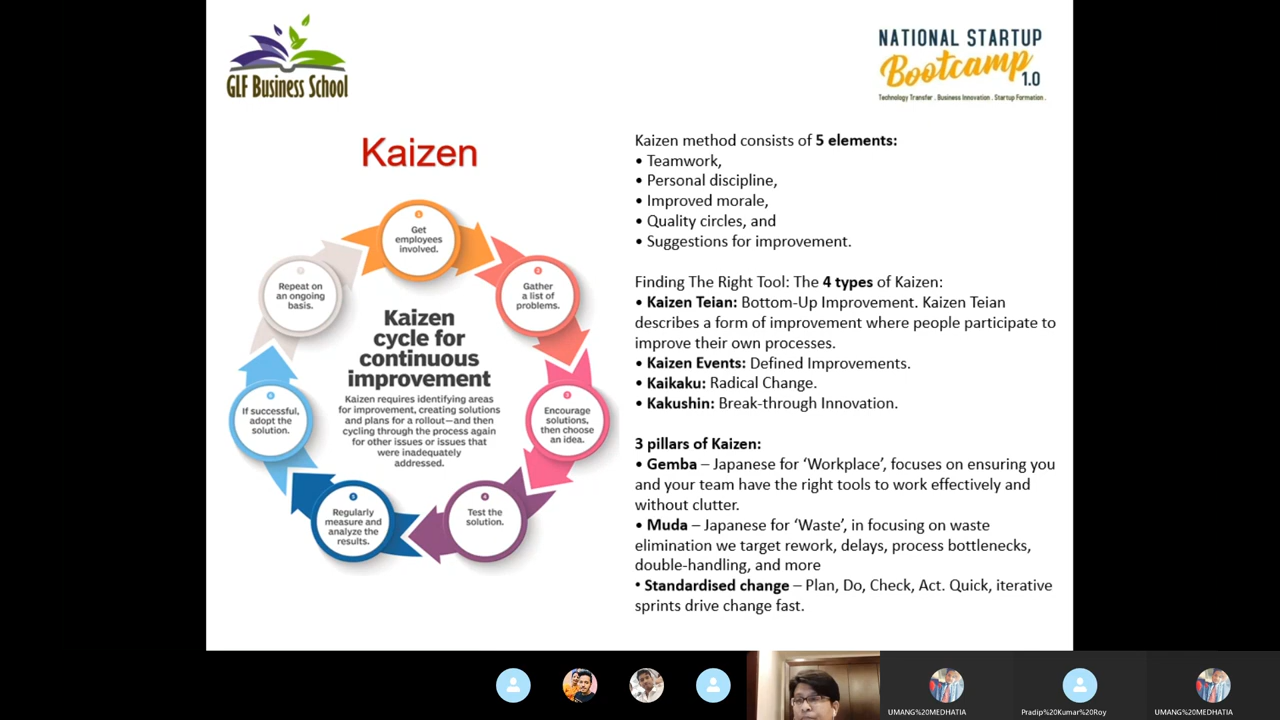 GLF Business School
NATIONAL STARTUP
Bootcamp
1.0
Technology Transfer . Business Innovation . Startup Formation .
Kaizen
1
Get
employees
involved.
2
Gather
a list of
problems.
3
Encourage
solutions,
then choose
an idea.
4
Test the
solution.
5
Regularly
measure and
analyze the
results.
6
If successful,
adopt the
solution.
Repeat on
an ongoing
basis.
Kaizen
cycle for
continuous
improvement
Kaizen requires identifying areas
for improvement, creating solutions
and plans for a rollout—and then
cycling through the process again
for other issues or issues that
were inadequately
addressed.
Kaizen method consists of 5 elements:
• Teamwork,
• Personal discipline,
• Improved morale,
• Quality circles, and
• Suggestions for improvement.
Finding The Right Tool: The 4 types of Kaizen:
• Kaizen Teian: Bottom-Up Improvement. Kaizen Teian
describes a form of improvement where people participate to
improve their own processes.
• Kaizen Events: Defined Improvements.
• Kaikaku: Radical Change.
• Kakushin: Break-through Innovation.
3 pillars of Kaizen:
• Gemba – Japanese for ‘Workplace’, focuses on ensuring you
and your team have the right tools to work effectively and
without clutter.
• Muda – Japanese for ‘Waste’, in focusing on waste
elimination we target rework, delays, process bottlenecks,
double-handling, and more
• Standardised change – Plan, Do, Check, Act. Quick, iterative
sprints drive change fast.
UMANG%20MEDHATIA
Pradip%20Kumar%20Roy
UMANG%20MEDHATIA